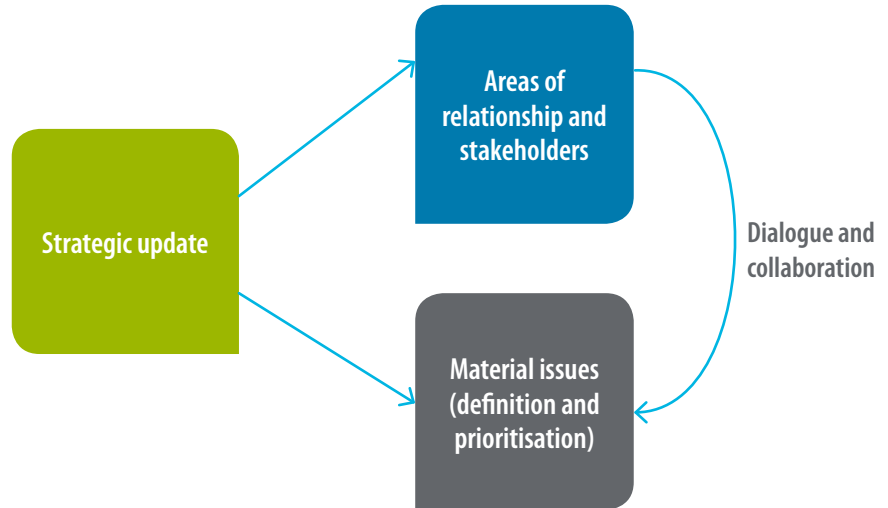 Strategic update
Areas of
relationship and
stakeholders
Dialogue and
collaboration
Material issues
(definition and
prioritisation)